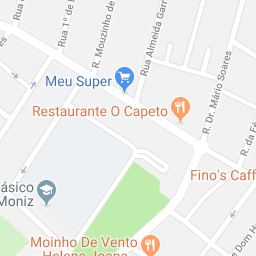 Rua 1º de
R. Mouzinho de
Rua Almeida Garr
Meu Super
R. Dr. Mário Soares
Restaurante O Capeto
R. da Fé
Fino's Caff
ásico
Moniz
Moinho De Vento
Helena Joana
e Dom H